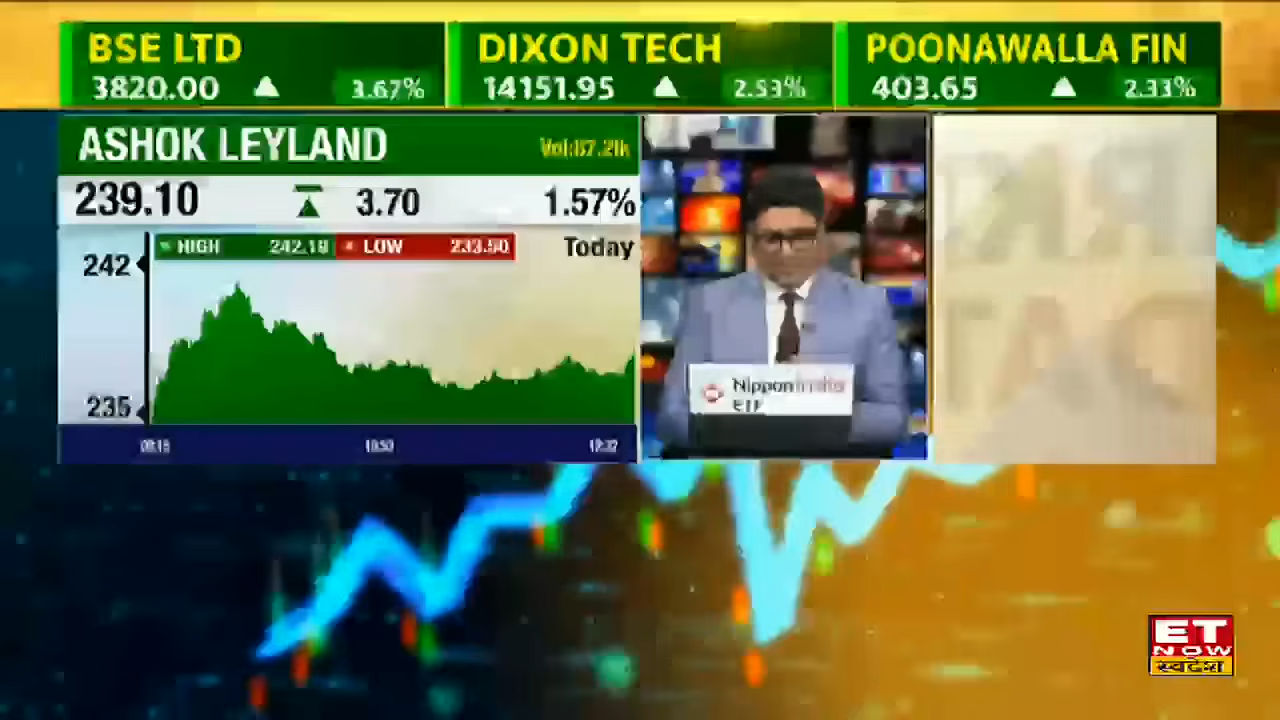 BSE LTD
3820.00 3.67%
DIXON TECH
14151.95 2.53%
POONAWALLA FIN
403.65 2.33%
ASHOK LEYLAND
239.10 3.70 1.57%
HIGH 242.10 LOW
Today
242
235
Nippon India
ETF
ET
NOW
स्वदेश